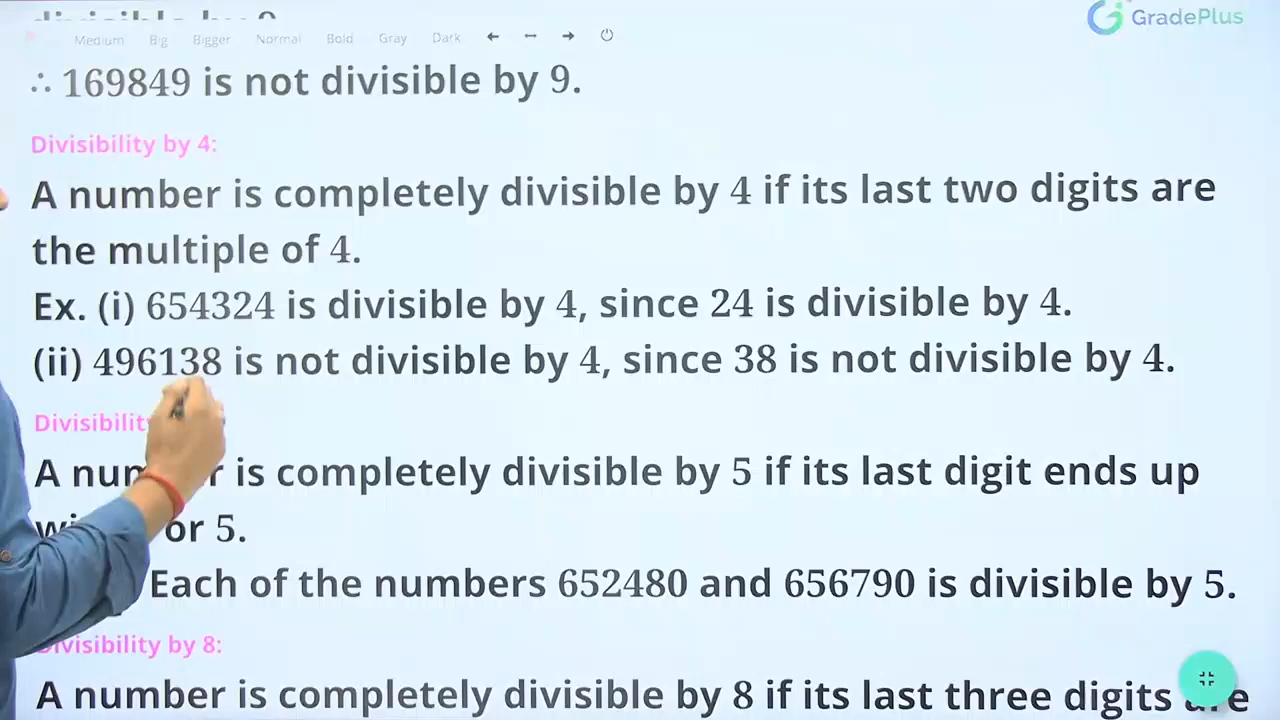 GradePlus
Medium Big Bigger Normal Bold Gray Dark
∴ 169849 is not divisible by 9.
Divisibility by 4:
A number is completely divisible by 4 if its last two digits are
the multiple of 4.
Ex. (i) 654324 is divisible by 4, since 24 is divisible by 4.
(ii) 496138 is not divisible by 4, since 38 is not divisible by 4.
A is completely divisible by 5 if its last digit ends up
or 5.
Each of the numbers 652480 and 656790 is divisible by 5.
Divisibility by 8:
A number is completely divisible by 8 if its last three digits are